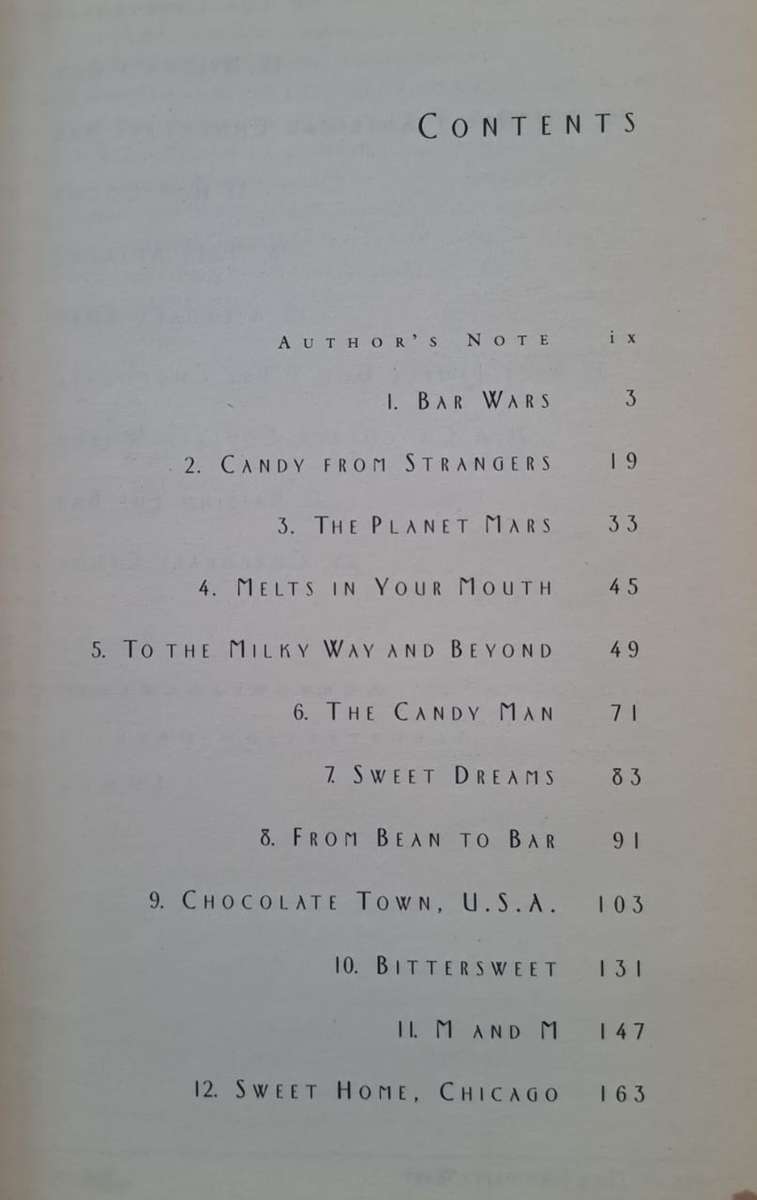 CONTENTS
AUTHOR'S NOTE ix
1. BAR WARS 3
2. CANDY FROM STRANGERS 19
3. THE PLANET MARS 33
4. MELTS IN YOUR MOUTH 45
5. TO THE MILKY WAY AND BEYOND 49
6. THE CANDY MAN 71
7. SWEET DREAMS 83
8. FROM BEAN TO BAR 91
9. CHOCOLATE TOWN, U.S.A. 103
10. BITTERSWEET 131
11. M AND M 147
12. SWEET HOME, CHICAGO 163